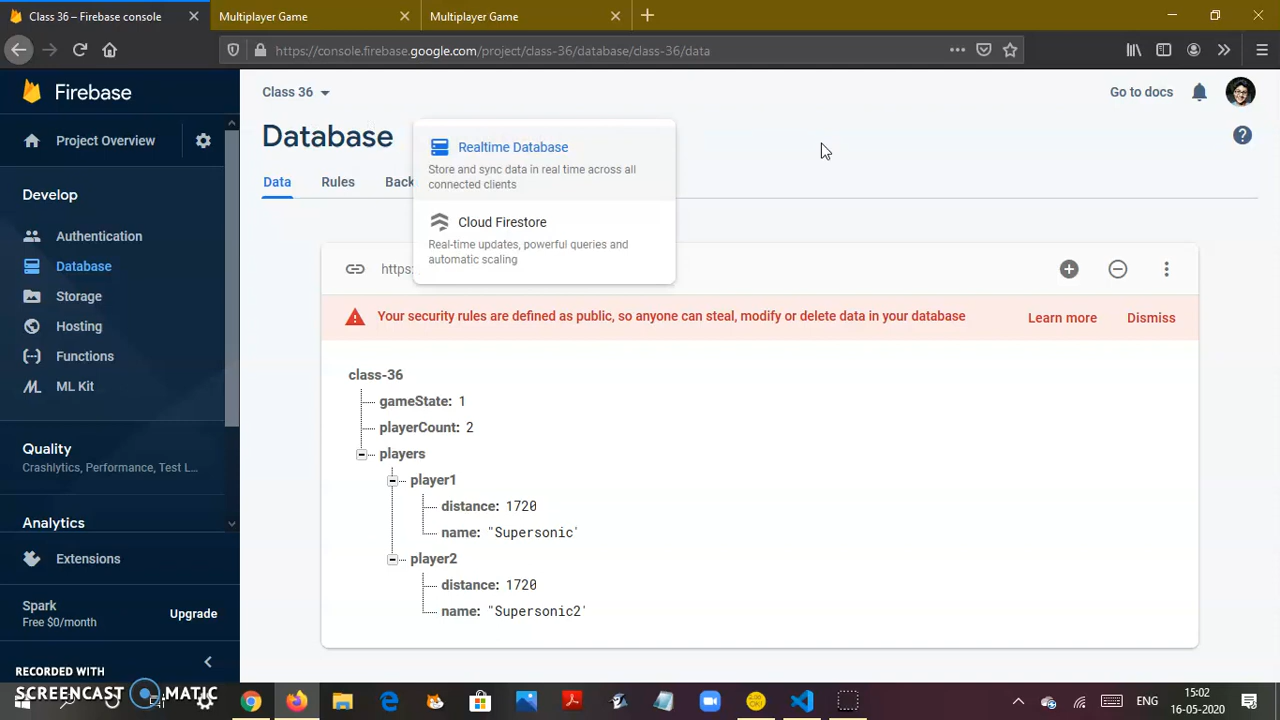 Class 36 – Firebase console
Multiplayer Game
Multiplayer Game
https://console.firebase.google.com/project/class-36/database/class-36/data
Firebase
Class 36
Go to docs
Project Overview
Database
Realtime Database
Store and sync data in real time across all
connected clients
Data
Rules
Back
Cloud Firestore
Real-time updates, powerful queries and
automatic scaling
Develop
Authentication
Database
Storage
Hosting
Functions
ML Kit
Quality
Crashlytics, Performance, Test L...
Analytics
Extensions
Spark
Free $0/month
Upgrade
https:
Your security rules are defined as public, so anyone can steal, modify or delete data in your database
Learn more
Dismiss
class-36
gameState: 1
playerCount: 2
players
player1
distance: 1720
name: "Supersonic"
player2
distance: 1720
name: "Supersonic2"
RECORDED WITH
SCREENCAST MATIC
ENG
15:02
16-05-2020